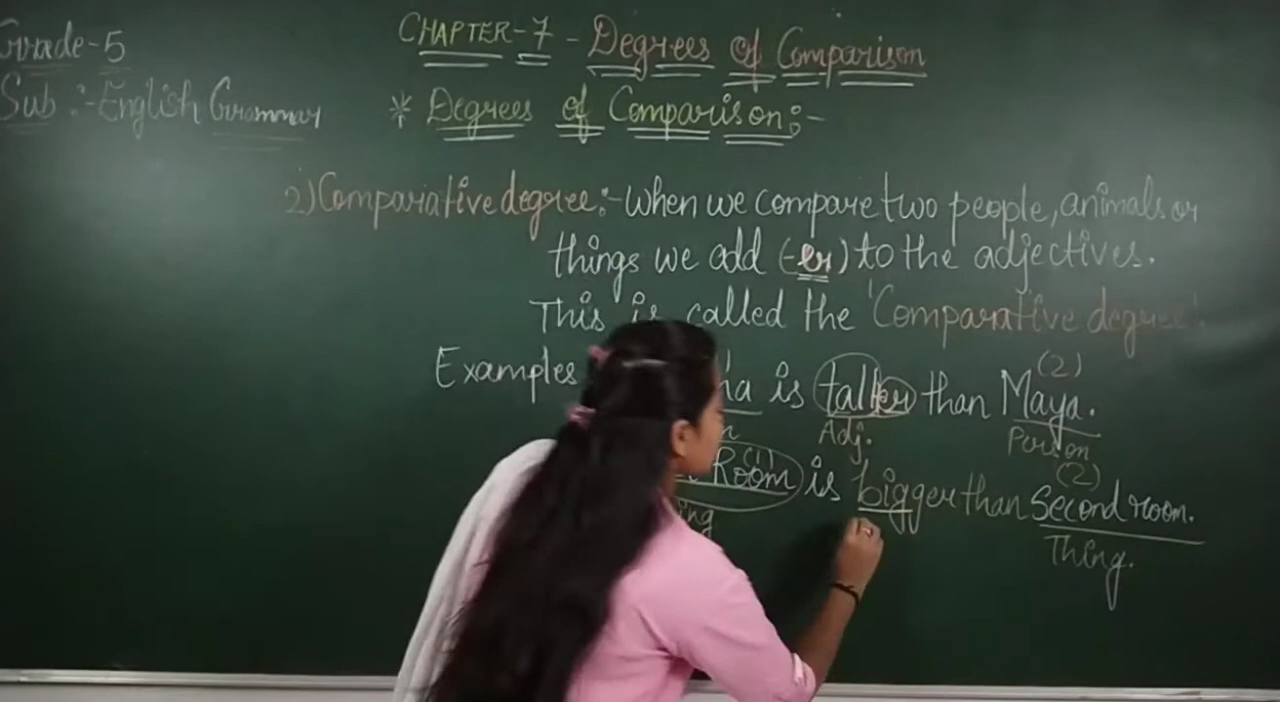 Grade-5
CHAPTER-7 - Degrees of Comparison
Sub :-English Grammar
* Degrees of Comparison:-
2) Comparative degree:- When we compare two people, animals or
things we add (-er) to the adjectives.
This is called the 'Comparative degree'.
(2)
Examples is taller than Maya.
Adj. Person
(1) (2)
Room is bigger than second room.
Thing.